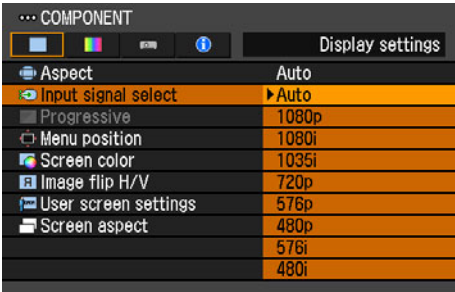 ··· COMPONENT
Display settings
Aspect Auto
Input signal select ▶Auto
Progressive 1080p
Menu position 1080i
Screen color 1035i
Image flip H/V 720p
User screen settings 576p
Screen aspect 480p
576i
480i